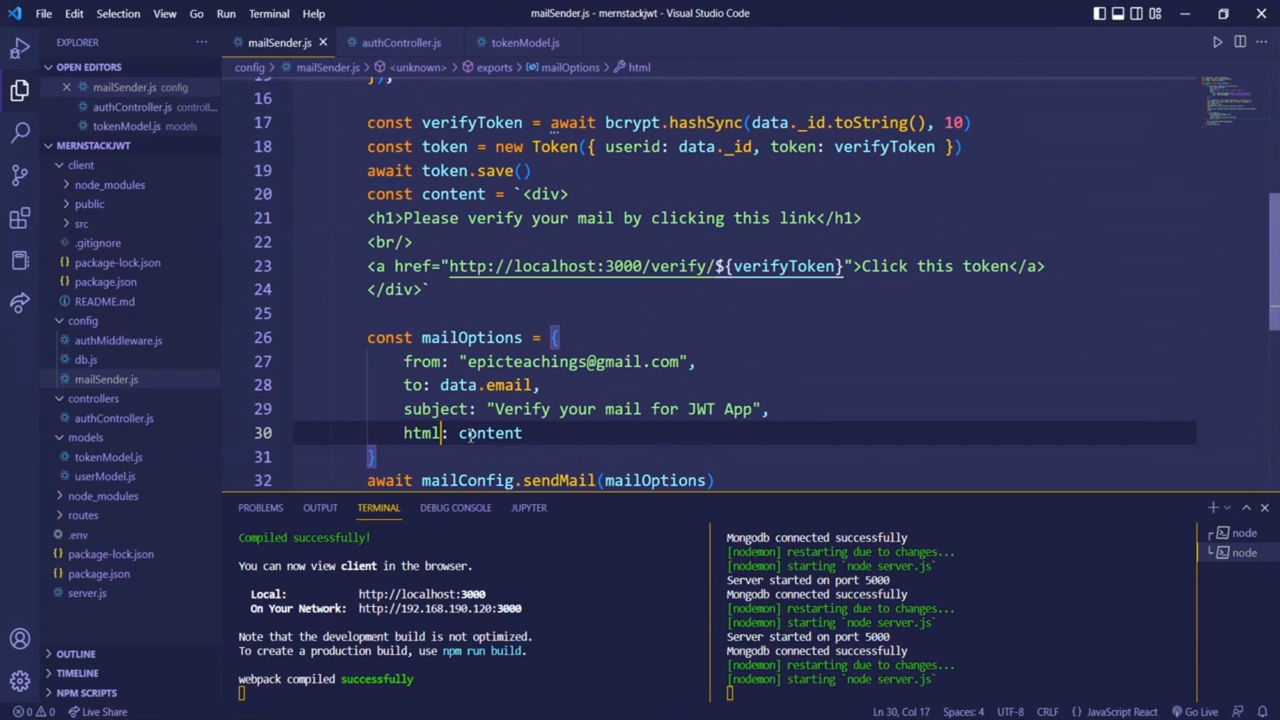 File Edit Selection View Go Run Terminal Help
mailSender.js - mernstackjwt - Visual Studio Code
EXPLORER
OPEN EDITORS
mailSender.js config
authController.js controll...
tokenModel.js models
MERNSTACKJWT
client
node_modules
public
src
.gitignore
package-lock.json
package.json
README.md
config
authMiddleware.js
db.js
mailSender.js
controllers
authController.js
models
tokenModel.js
userModel.js
node_modules
routes
.env
package-lock.json
package.json
server.js
OUTLINE
TIMELINE
NPM SCRIPTS
mailSender.js authController.js tokenModel.js
config > mailSender.js > <unknown> > exports > mailOptions > html
15 });
16
17 const verifyToken = await bcrypt.hashSync(data._id.toString(), 10)
18 const token = new Token({ userid: data._id, token: verifyToken })
19 await token.save()
20 const content = `<div>
21 <h1>Please verify your mail by clicking this link</h1>
22 <br/>
23 <a href="http://localhost:3000/verify/${verifyToken}">Click this token</a>
24 </div>`
25
26 const mailOptions = {
27 from: "epicteachings@gmail.com",
28 to: data.email,
29 subject: "Verify your mail for JWT App",
30 html: content
31 }
32 await mailConfig.sendMail(mailOptions)
PROBLEMS OUTPUT TERMINAL DEBUG CONSOLE JUPYTER
Compiled successfully!
You can now view client in the browser.
Local: http://localhost:3000
On Your Network: http://192.168.190.120:3000
Note that the development build is not optimized.
To create a production build, use npm run build.
webpack compiled successfully
Mongodb connected successfully
[nodemon] restarting due to changes...
[nodemon] starting `node server.js`
Server started on port 5000
Mongodb connected successfully
[nodemon] restarting due to changes...
[nodemon] starting `node server.js`
Server started on port 5000
Mongodb connected successfully
[nodemon] restarting due to changes...
[nodemon] starting `node server.js`
node
node
0 0 Live Share
Ln 30, Col 17 Spaces: 4 UTF-8 CRLF {} JavaScript React Go Live